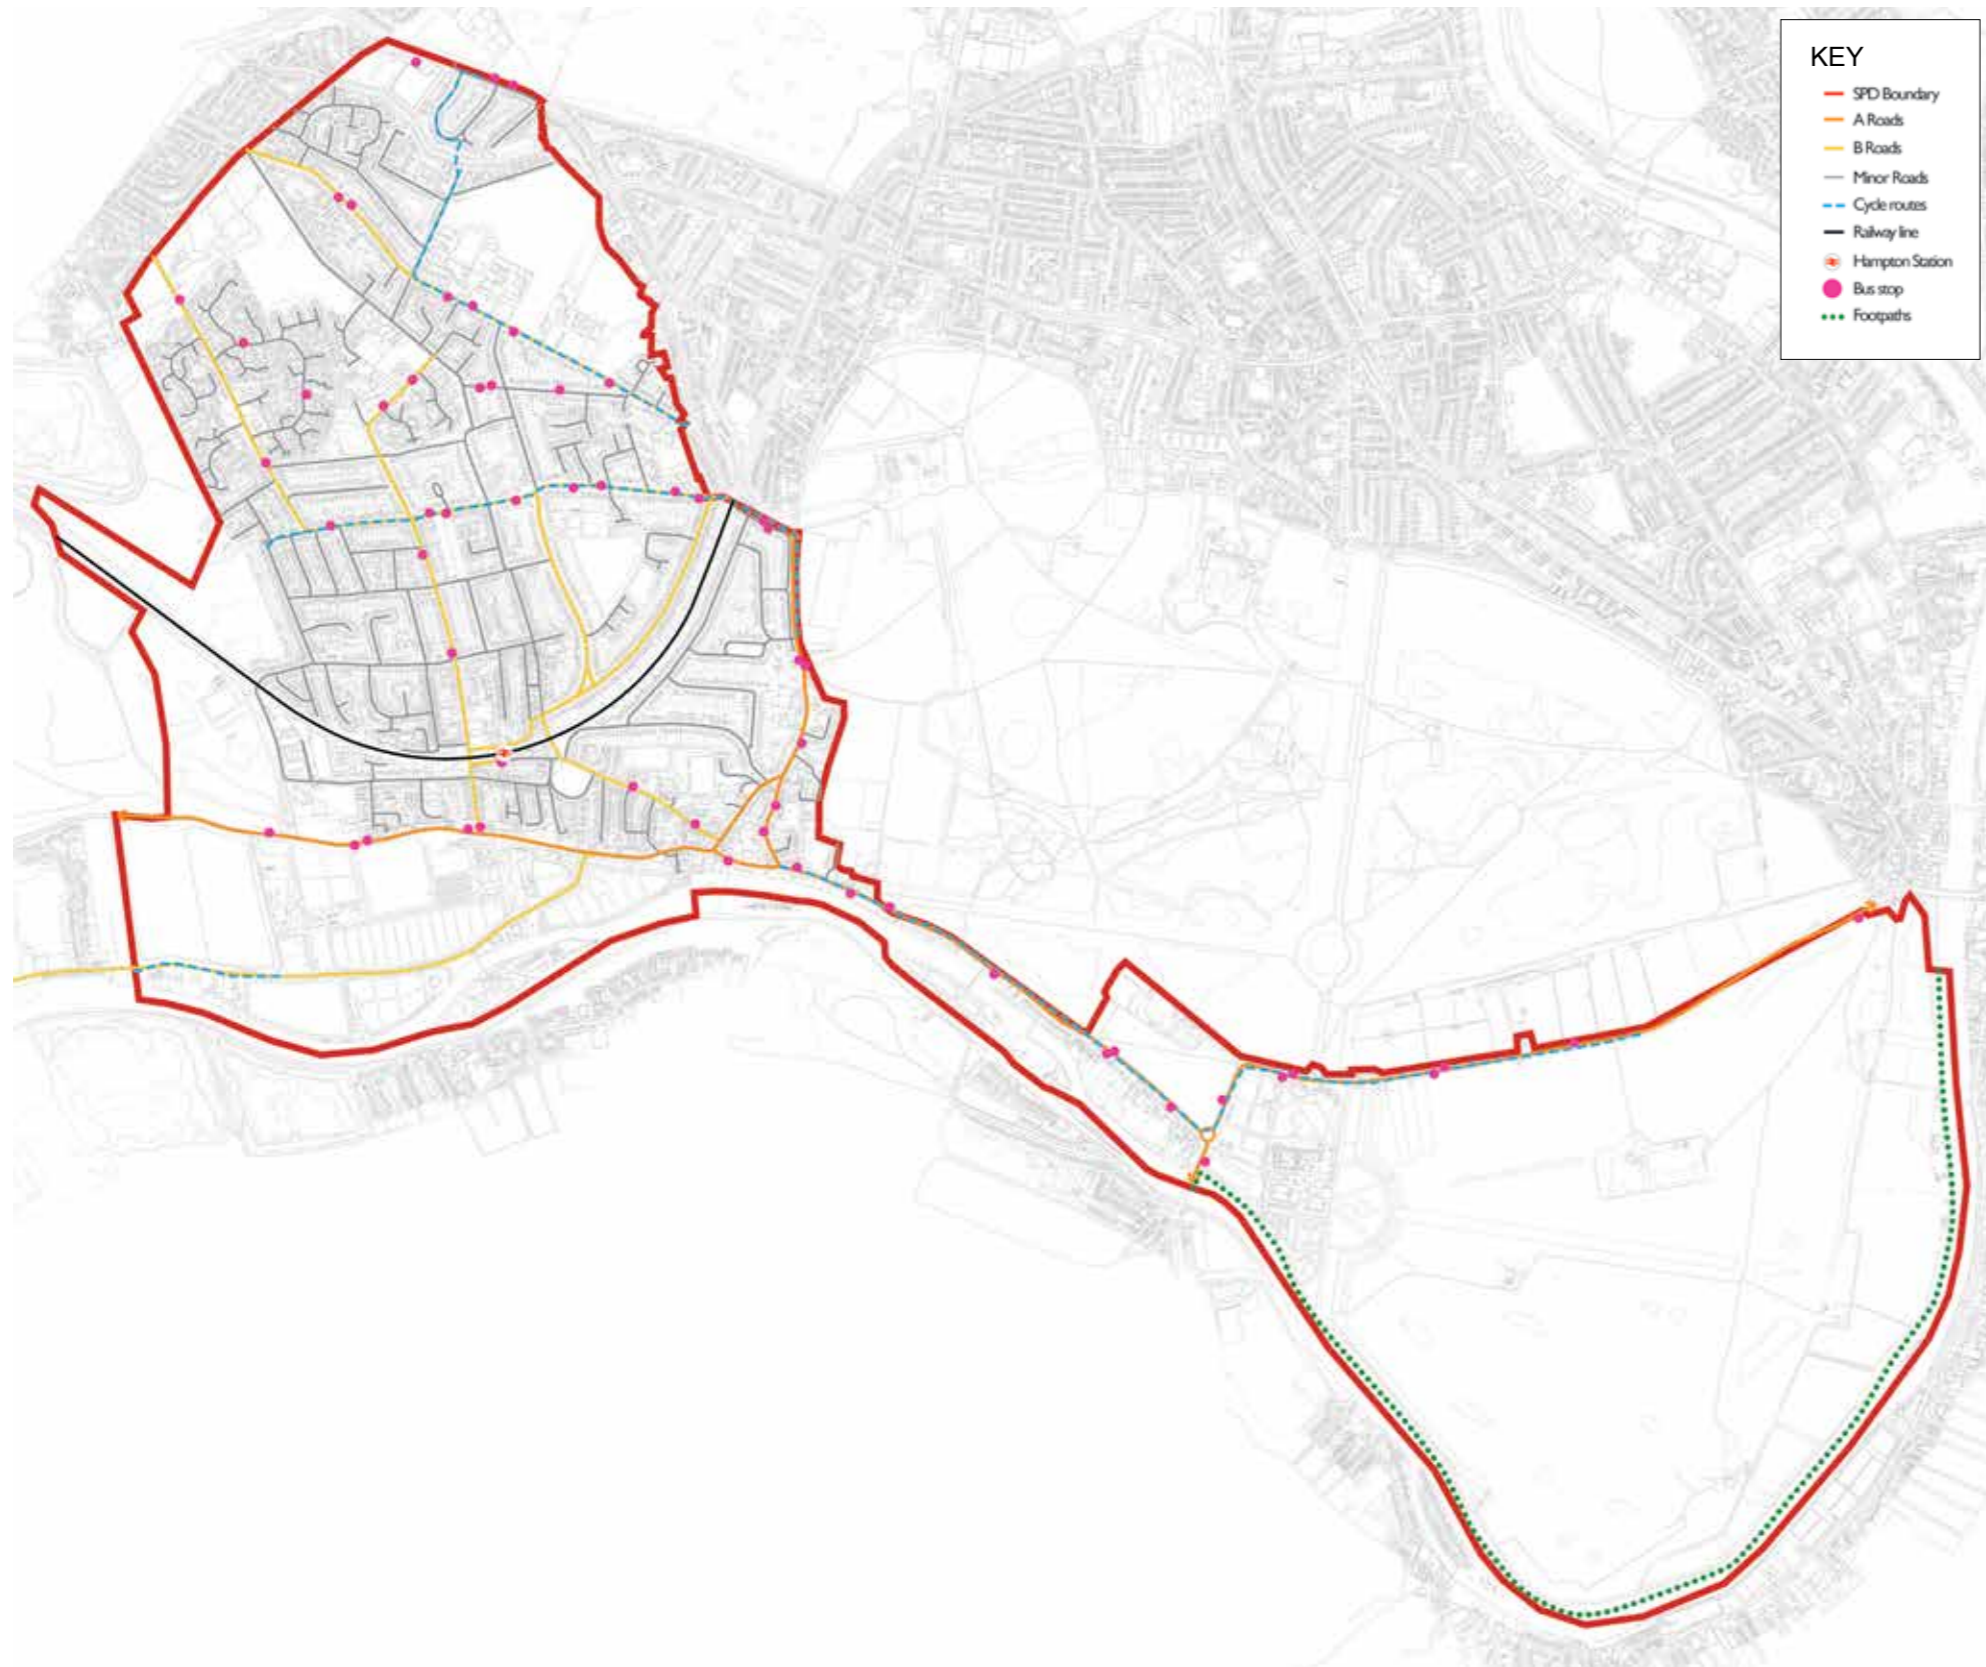 KEY
SPD Boundary
A Roads
B Roads
Minor Roads
Cycle routes
Railway line
Hampton Station
Bus stop
Footpaths